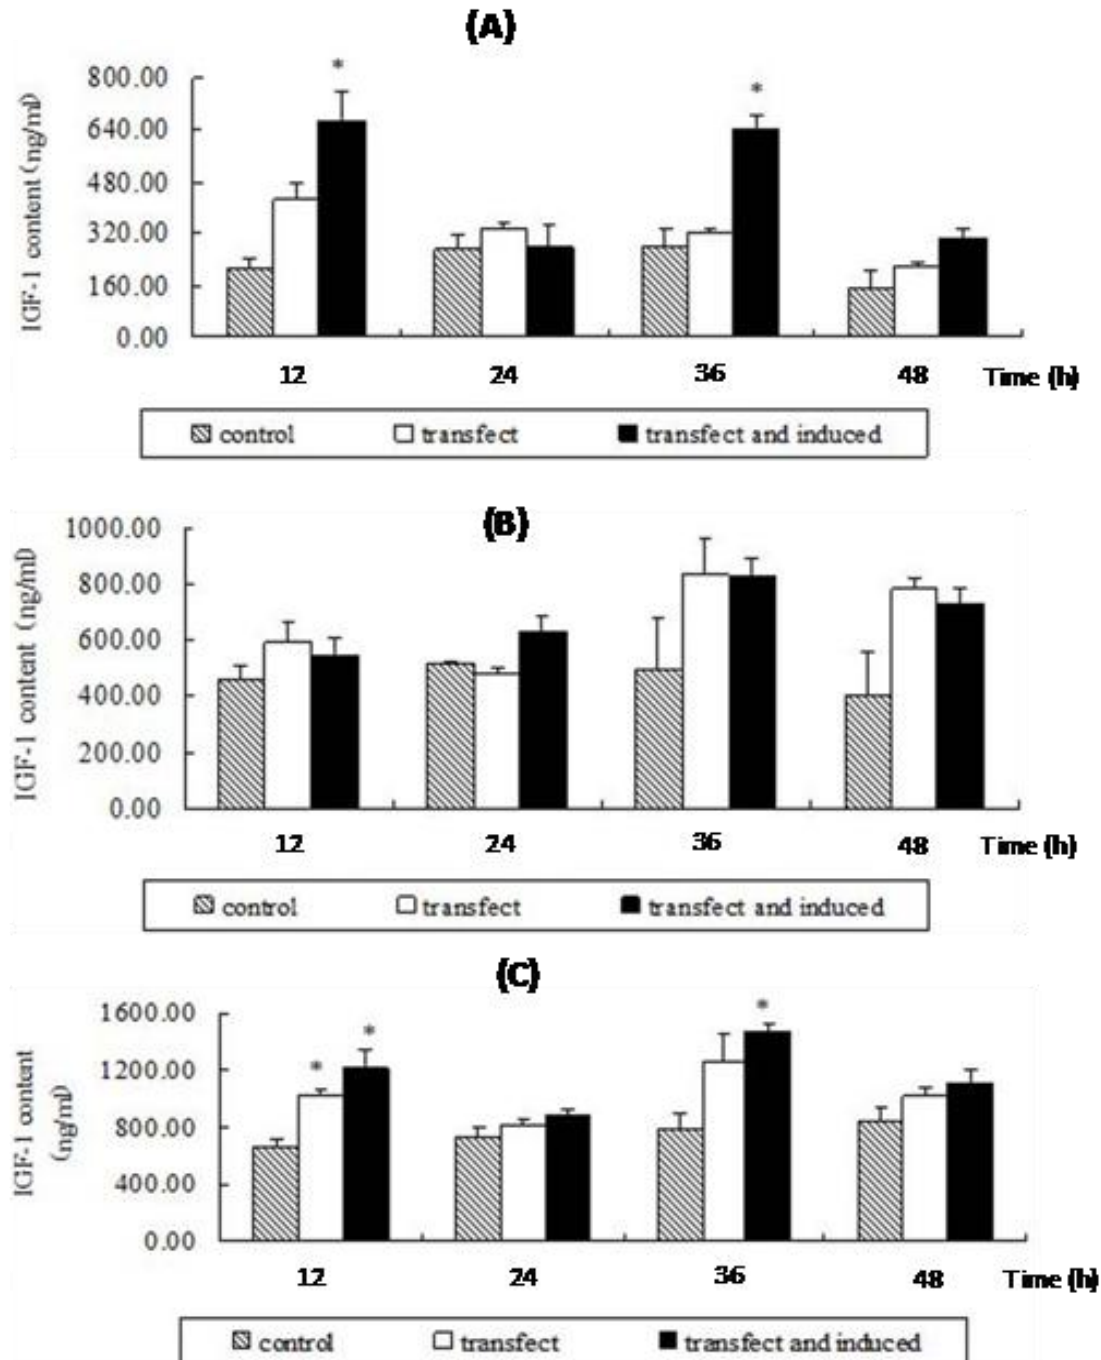 (A)
IGF-1 content (ng/ml)
800.00
640.00
480.00
320.00
160.00
0.00
*
*
12 24 36 48 Time (h)
control transfect transfect and induced
(B)
IGF-1 content (ng/ml)
1000.00
800.00
600.00
400.00
200.00
0.00
12 24 36 48 Time (h)
control transfect transfect and induced
(C)
IGF-1 content
(ng/ml)
1600.00
1200.00
800.00
400.00
0.00
*
*
*
12 24 36 48 Time (h)
control transfect transfect and induced